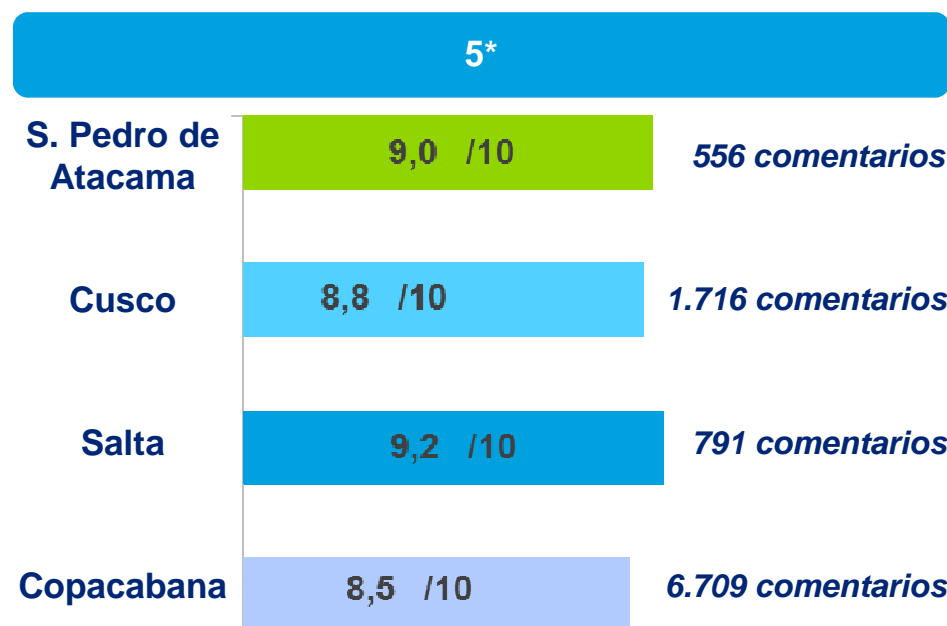 5*
S. Pedro de
Atacama
9,0 /10
556 comentarios
Cusco
8,8 /10
1.716 comentarios
Salta
9,2 /10
791 comentarios
Copacabana
8,5 /10
6.709 comentarios